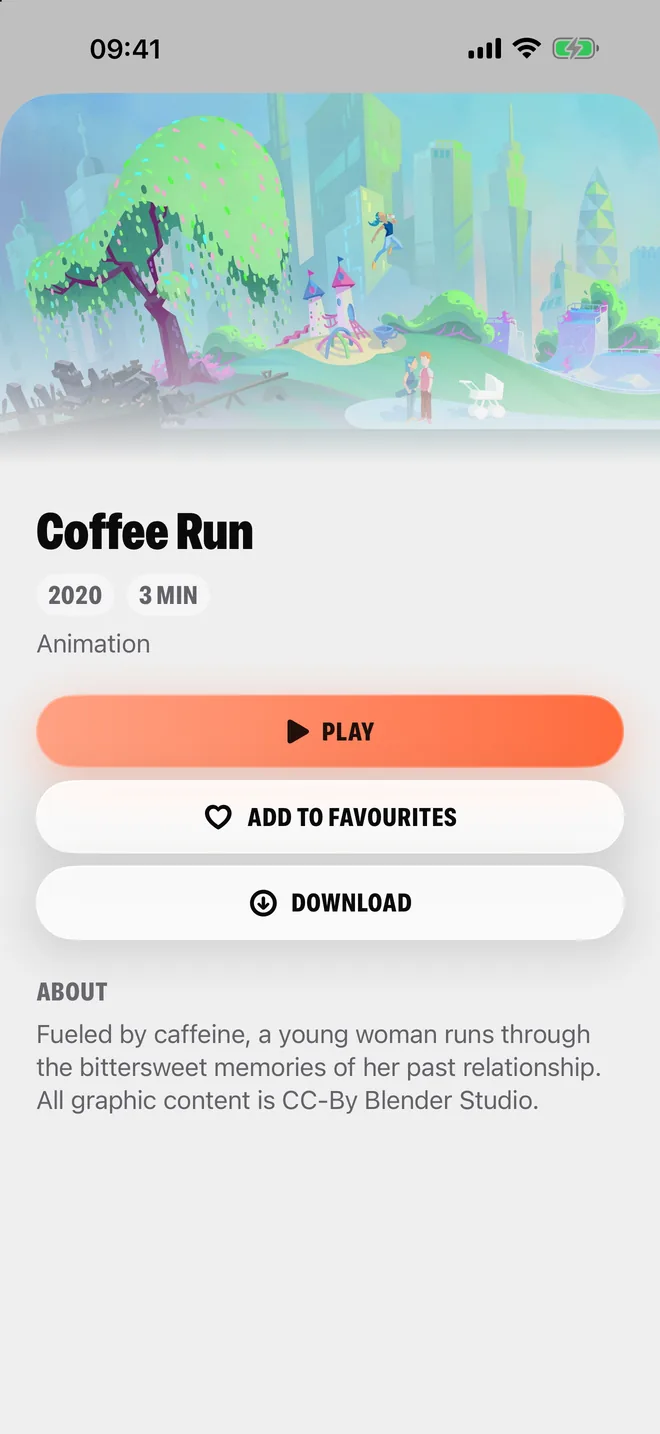 09:41
Coffee Run
2020 3 MIN
Animation
PLAY
ADD TO FAVOURITES
DOWNLOAD
ABOUT
Fueled by caffeine, a young woman runs through
the bittersweet memories of her past relationship.
All graphic content is CC-By Blender Studio.